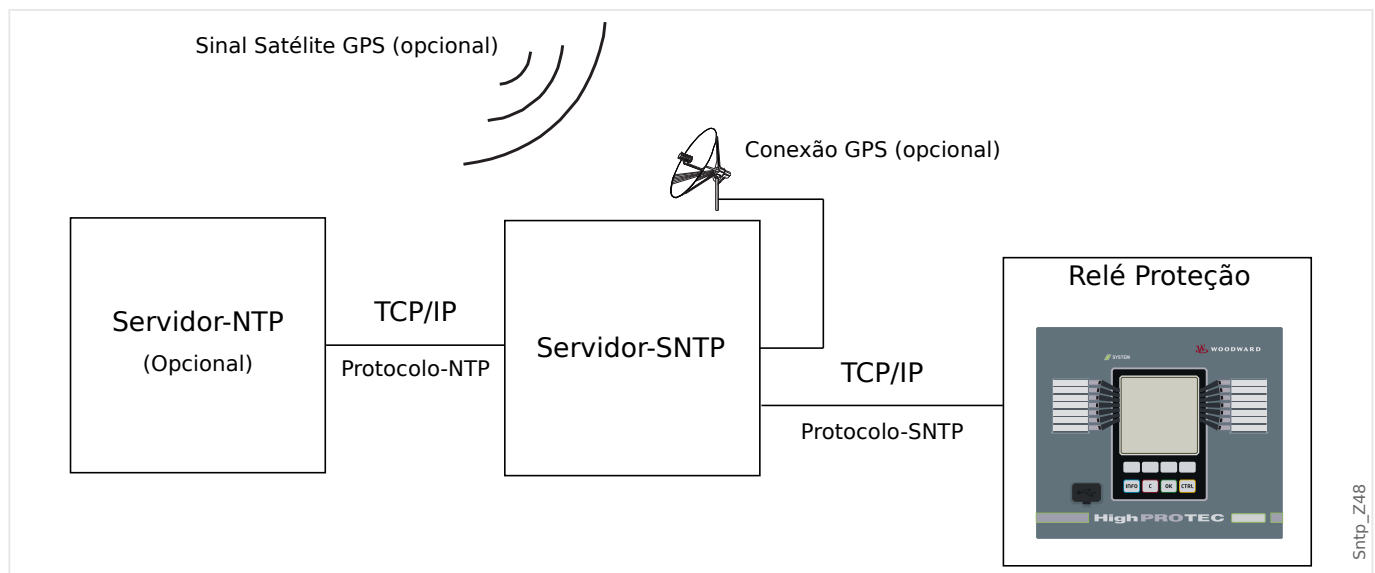 Sinal Satélite GPS (opcional)
Conexão GPS (opcional)
Servidor-NTP
(Opcional)
TCP/IP
Protocolo-NTP
Servidor-SNTP
TCP/IP
Protocolo-SNTP
Relé Proteção
SYSTEM
W WOODWARD
INFO C OK CTRL
HighPROTEC
Sntp_Z48